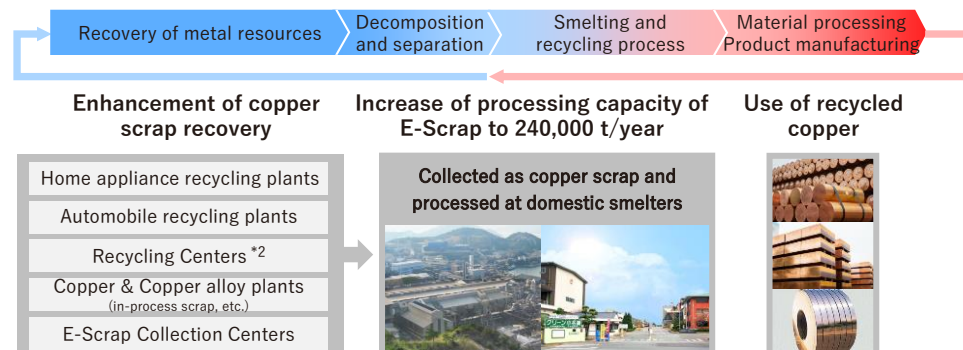 Recovery of metal resources
Decomposition
and separation
Smelting and
recycling process
Material processing
Product manufacturing
Enhancement of copper
scrap recovery
Increase of processing capacity of
E-Scrap to 240,000 t/year
Use of recycled
copper
Home appliance recycling plants
Automobile recycling plants
Recycling Centers *2
Copper & Copper alloy plants
(in-process scrap, etc.)
E-Scrap Collection Centers
Collected as copper scrap and
processed at domestic smelters